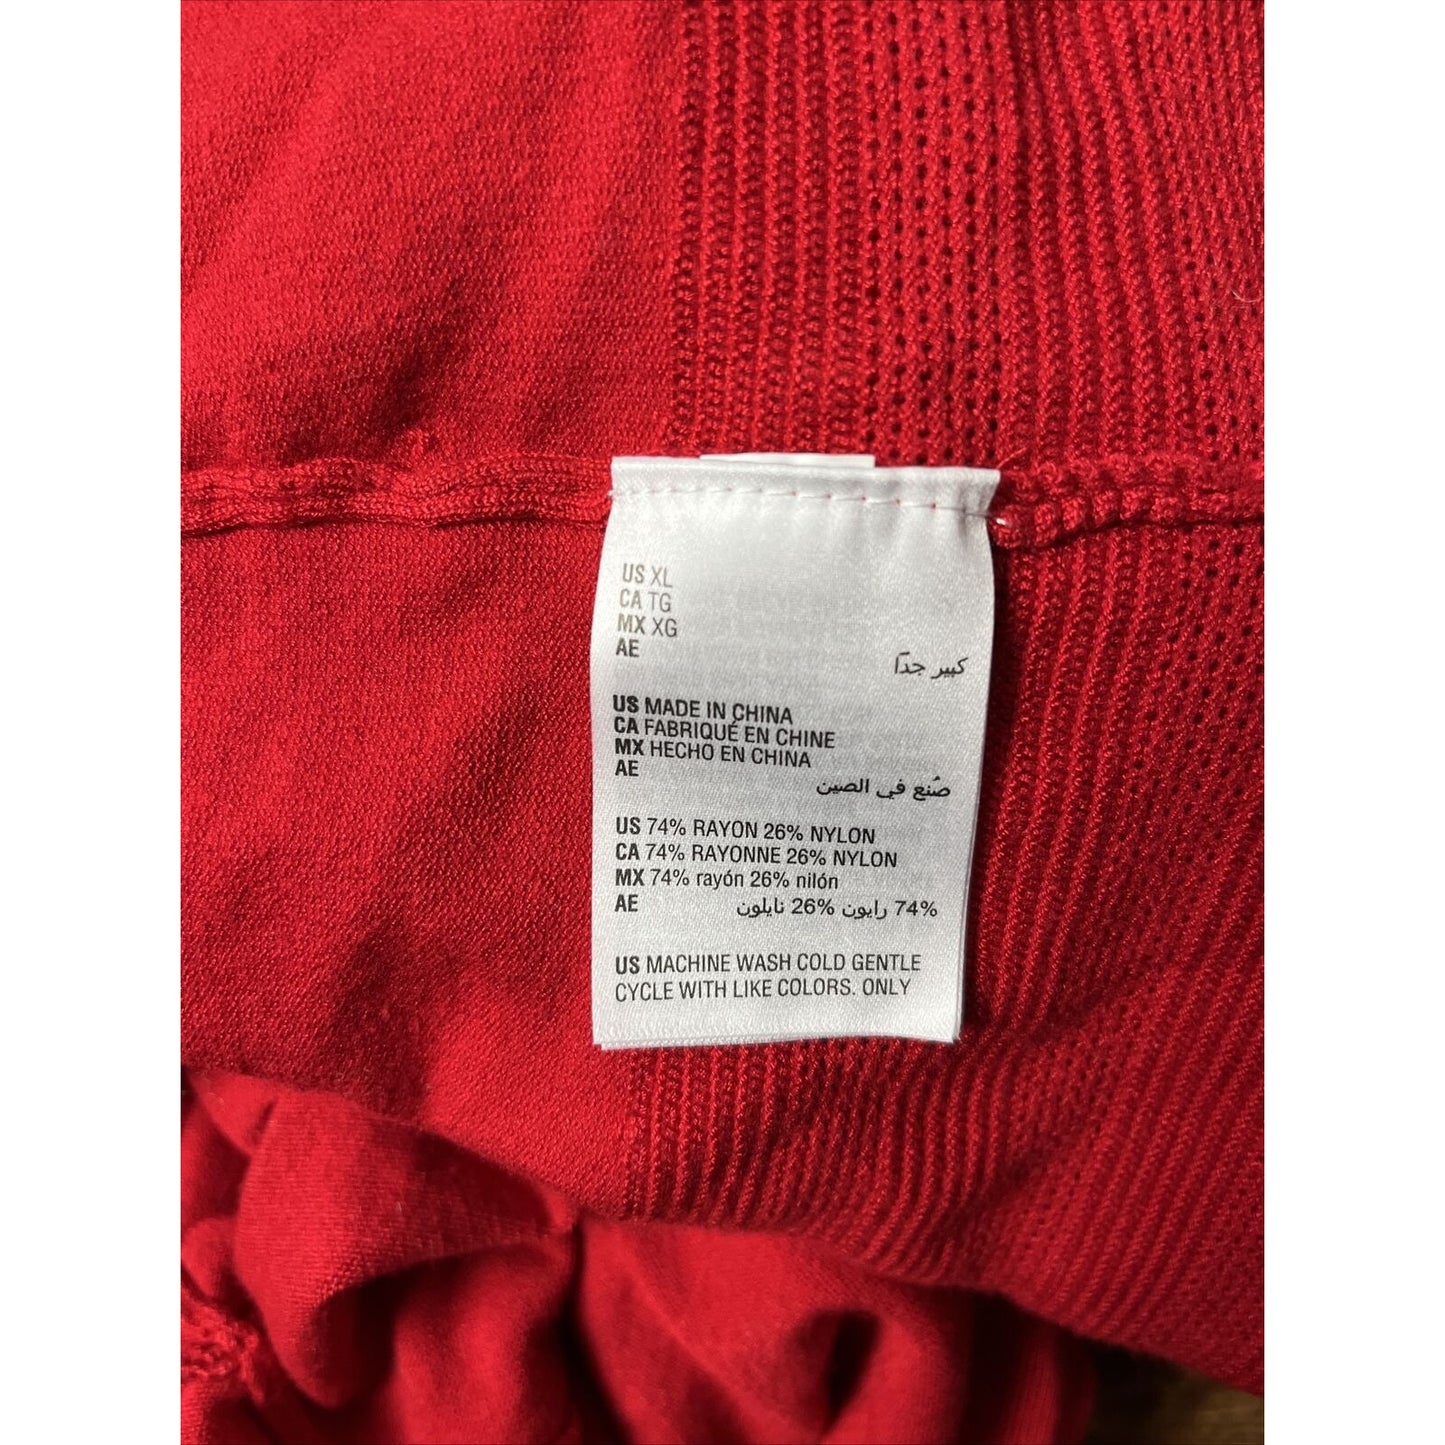 US XL
CA TG
MX XG
AE كبير جدًا
US MADE IN CHINA
CA FABRIQUÉ EN CHINE
MX HECHO EN CHINA
AE صُنع في الصين
US 74% RAYON 26% NYLON
CA 74% RAYONNE 26% NYLON
MX 74% rayón 26% nilón
AE 74% رايون 26% نايلون
US MACHINE WASH COLD GENTLE
CYCLE WITH LIKE COLORS. ONLY